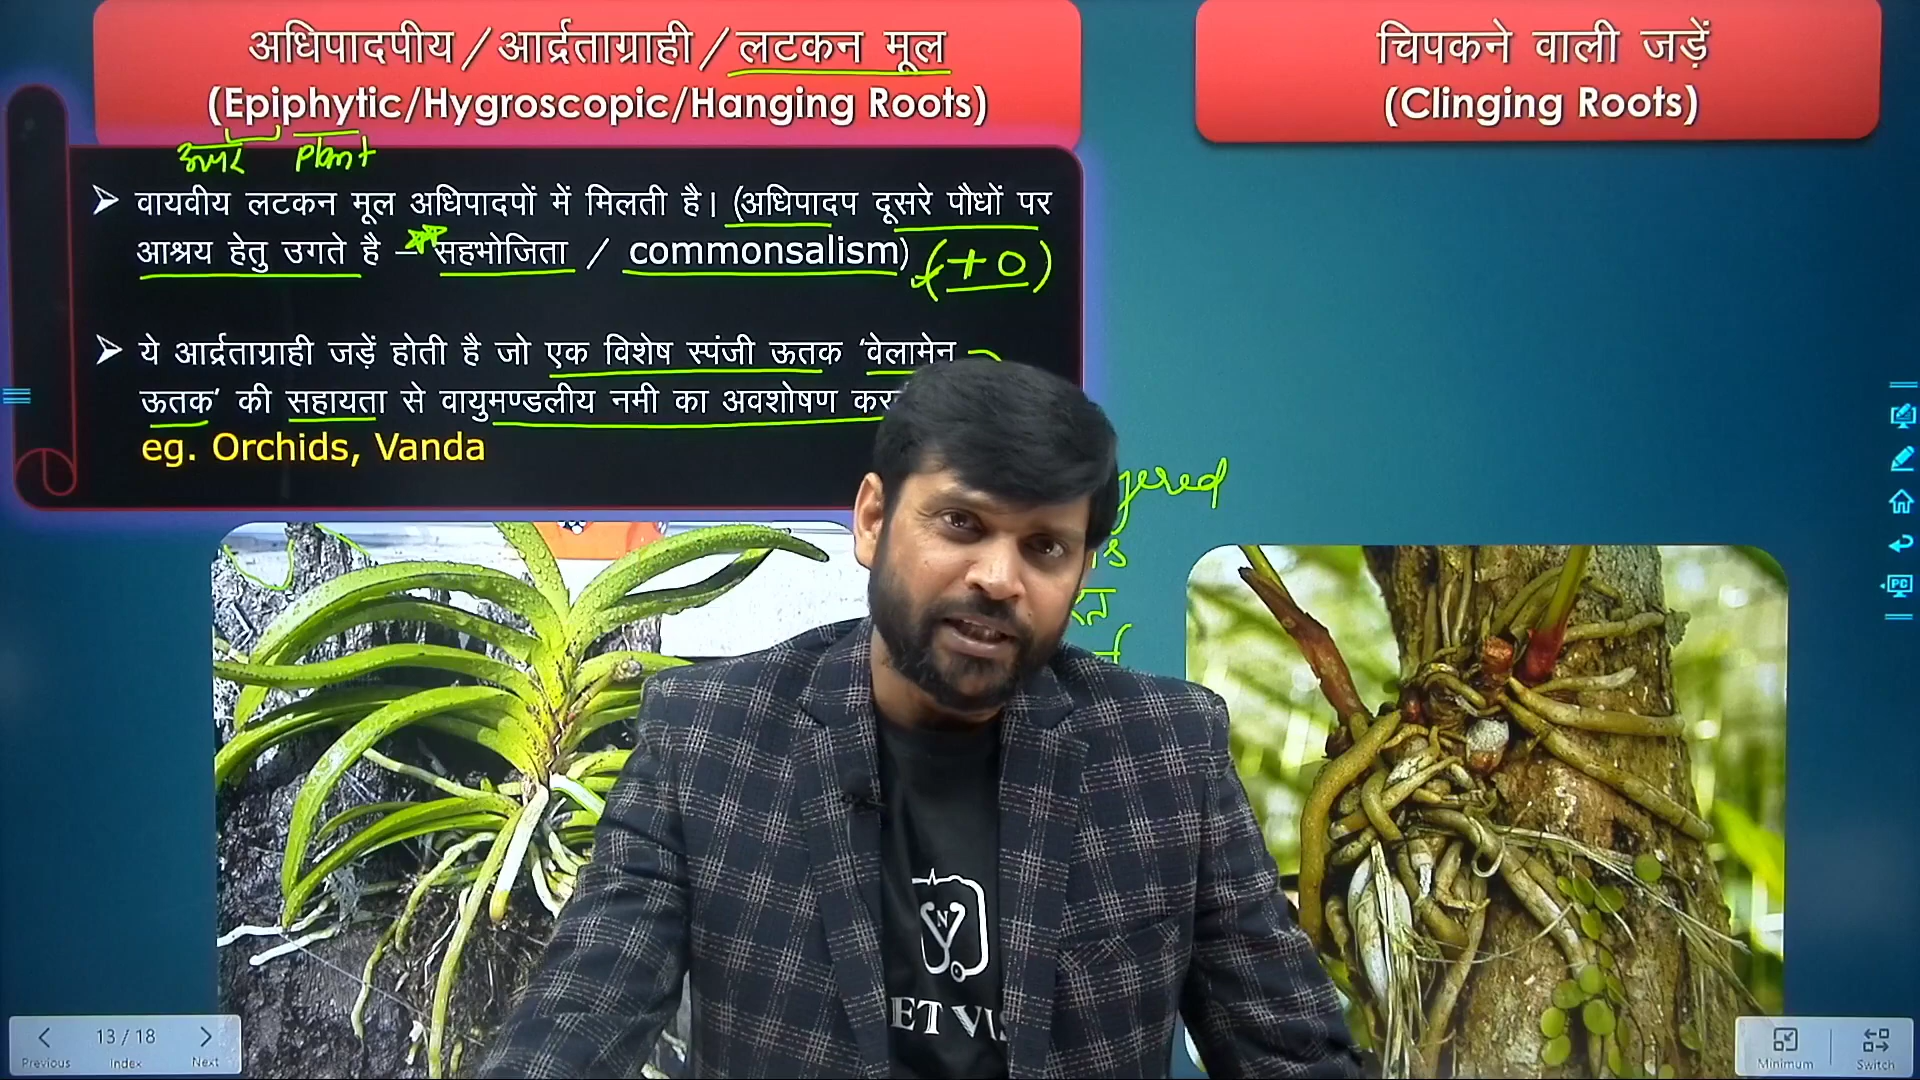 अधिपादपीय/आर्द्रताग्राही/लटकन मूल
(Epiphytic/Hygroscopic/Hanging Roots)
ऊपर plant
➢ वायवीय लटकन मूल अधिपादपों में मिलती है। (अधिपादप दूसरे पौधों पर
आश्रय हेतु उगते है – सहभोजिता / commonsalism) (+ 0)
➢ ये आर्द्रताग्राही जड़ें होती है जो एक विशेष स्पंजी ऊतक 'वेलामेन
ऊतक' की सहायता से वायुमण्डलीय नमी का अवशोषण
eg. Orchids, Vanda
चिपकने वाली जड़ें
(Clinging Roots)
N
13 / 18
Previous Index Next
PC
Minimum Switch